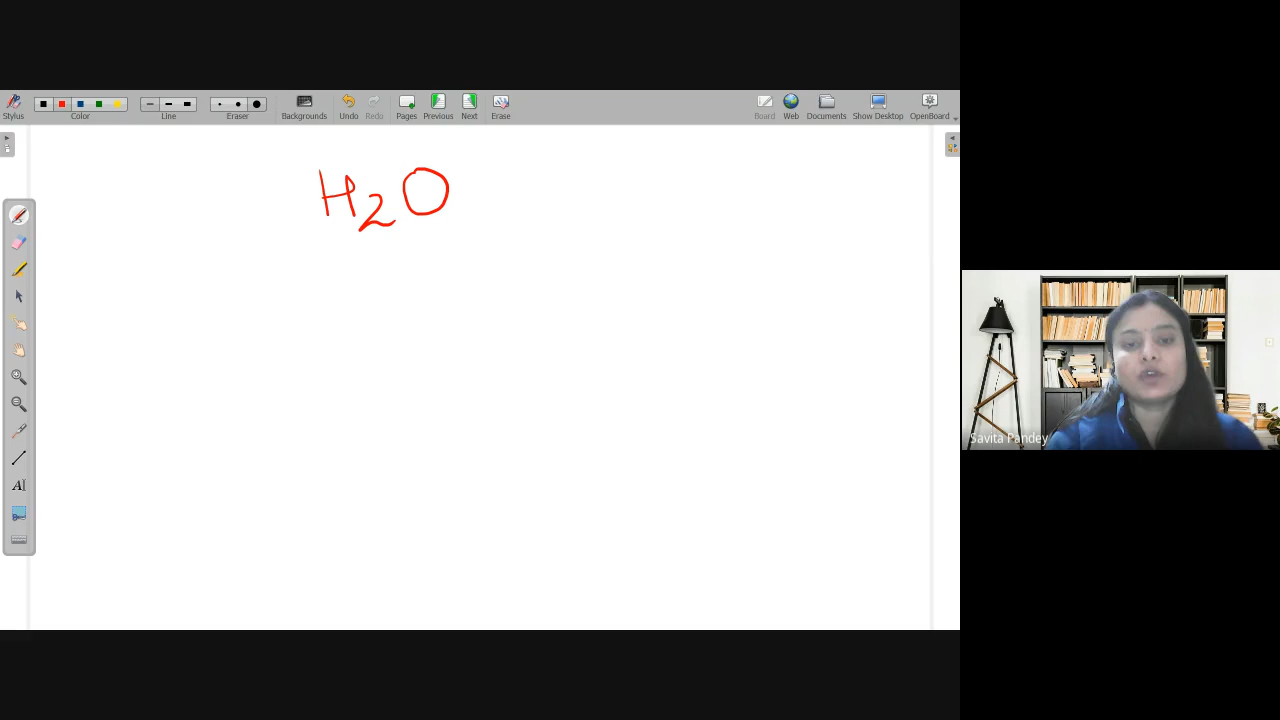 Stylus Color Line Eraser Backgrounds Undo Redo Pages Previous Next Erase Board Web Documents Show Desktop OpenBoard
H₂O
Savita Pandey